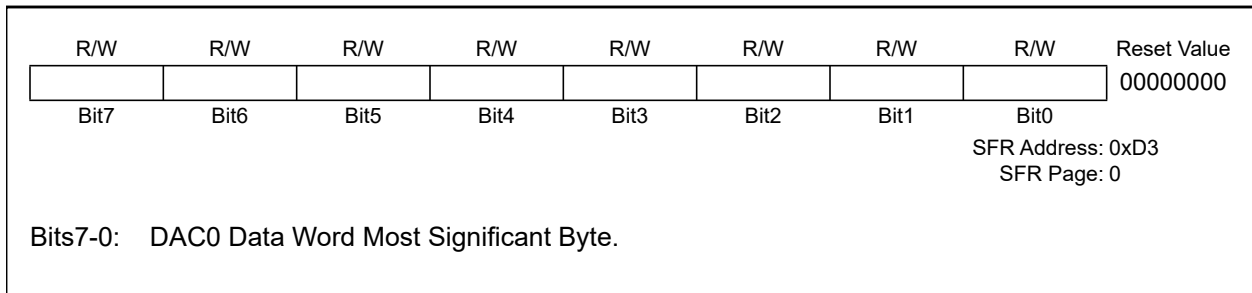 R/W R/W R/W R/W R/W R/W R/W R/W Reset Value
00000000
Bit7 Bit6 Bit5 Bit4 Bit3 Bit2 Bit1 Bit0
SFR Address: 0xD3
SFR Page: 0
Bits7-0: DAC0 Data Word Most Significant Byte.